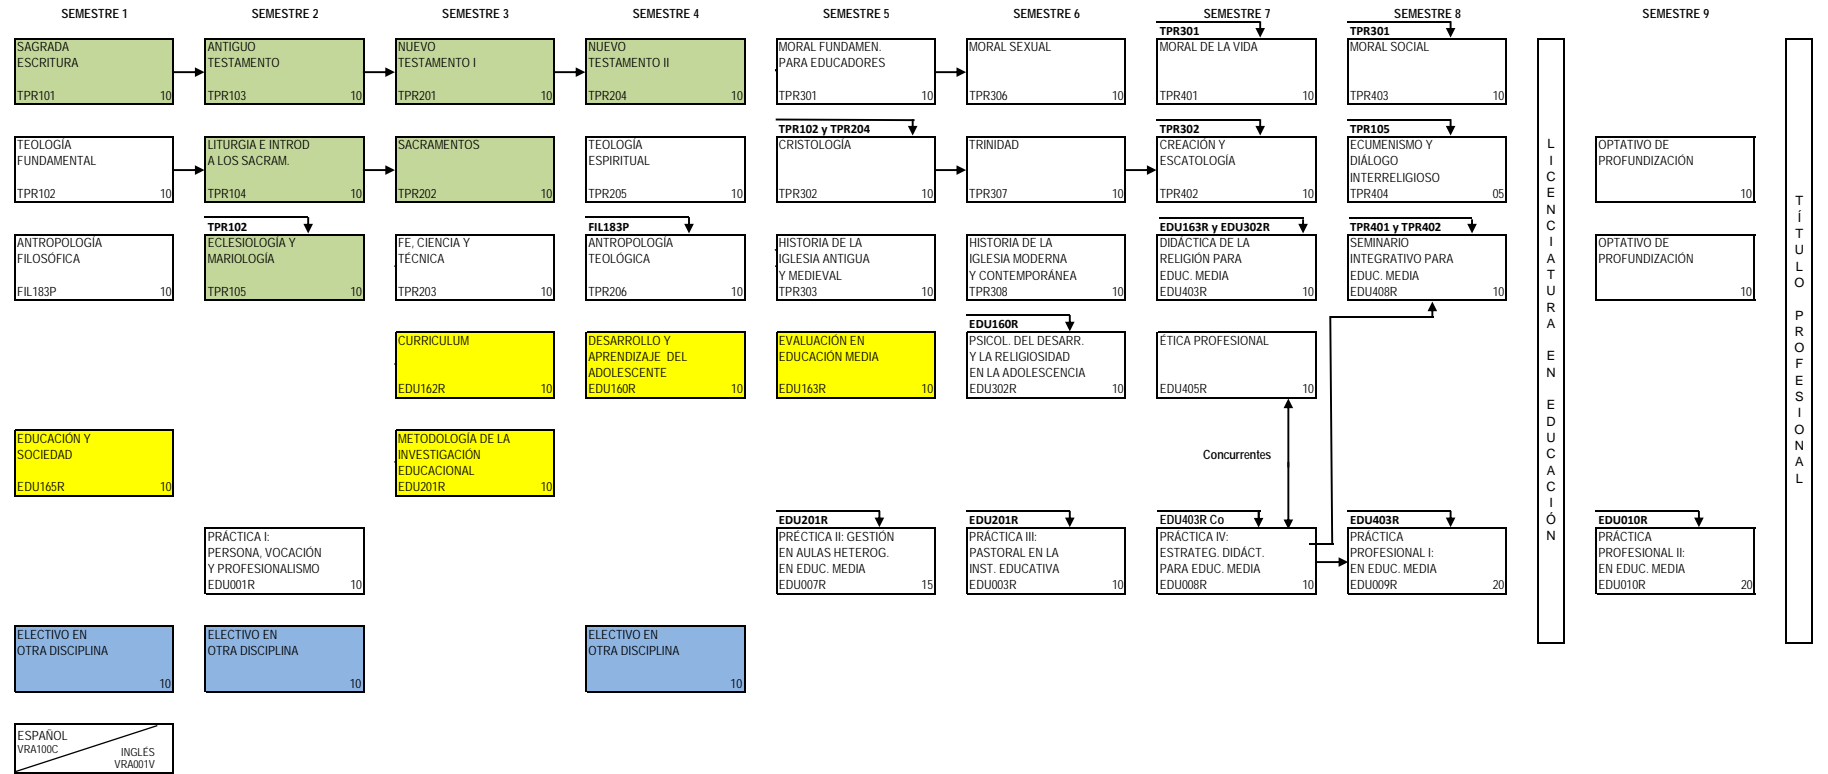 SEMESTRE 1
SEMESTRE 2
SEMESTRE 3
SEMESTRE 4
SEMESTRE 5
SEMESTRE 6
SEMESTRE 7
SEMESTRE 8
SEMESTRE 9
TPR301
TPR301
SAGRADA
ESCRITURA
TPR101 10
ANTIGUO
TESTAMENTO
TPR103 10
NUEVO
TESTAMENTO I
TPR201 10
NUEVO
TESTAMENTO II
TPR204 10
MORAL FUNDAMEN.
PARA EDUCADORES
TPR301 10
MORAL SEXUAL
TPR306 10
MORAL DE LA VIDA
TPR401 10
MORAL SOCIAL
TPR403 10
TPR102 y TPR204
TPR302
TPR105
TEOLOGÍA
FUNDAMENTAL
TPR102 10
LITURGIA E INTROD
A LOS SACRAM.
TPR104 10
SACRAMENTOS
TPR202 10
TEOLOGÍA
ESPIRITUAL
TPR205 10
CRISTOLOGÍA
TPR302 10
TRINIDAD
TPR307 10
CREACIÓN Y
ESCATOLOGÍA
TPR402 10
ECUMENISMO Y
DIÁLOGO
INTERRELIGIOSO
TPR404 05
OPTATIVO DE
PROFUNDIZACIÓN
10
TPR102
FIL183P
EDU163R y EDU302R
TPR401 y TPR402
ANTROPOLOGÍA
FILOSÓFICA
FIL183P 10
ECLESIOLOGÍA Y
MARIOLOGÍA
TPR105 10
FE, CIENCIA Y
TÉCNICA
TPR203 10
ANTROPOLOGÍA
TEOLÓGICA
TPR206 10
HISTORIA DE LA
IGLESIA ANTIGUA
Y MEDIEVAL
TPR303 10
HISTORIA DE LA
IGLESIA MODERNA
Y CONTEMPORÁNEA
TPR308 10
DIDÁCTICA DE LA
RELIGIÓN PARA
EDUC. MEDIA
EDU403R 10
SEMINARIO
INTEGRATIVO PARA
EDUC. MEDIA
EDU408R 10
OPTATIVO DE
PROFUNDIZACIÓN
10
EDU160R
CURRICULUM
EDU162R 10
DESARROLLO Y
APRENDIZAJE DEL
ADOLESCENTE
EDU160R 10
EVALUACIÓN EN
EDUCACIÓN MEDIA
EDU163R 10
PSICOL. DEL DESARR.
Y LA RELIGIOSIDAD
EN LA ADOLESCENCIA
EDU302R 10
ÉTICA PROFESIONAL
EDU405R 10
EDUCACIÓN Y
SOCIEDAD
EDU165R 10
METODOLOGÍA DE LA
INVESTIGACIÓN
EDUCACIONAL
EDU201R 10
Concurrentes
EDU201R
EDU201R
EDU403R Co
EDU403R
EDU010R
PRÁCTICA I:
PERSONA, VOCACIÓN
Y PROFESIONALISMO
EDU001R 10
PRÉCTICA II: GESTIÓN
EN AULAS HETEROG.
EN EDUC. MEDIA
EDU007R 15
PRÁCTICA III:
PASTORAL EN LA
INST. EDUCATIVA
EDU003R 10
PRÁCTICA IV:
ESTRATEG. DIDÁCT.
PARA EDUC. MEDIA
EDU008R 10
PRÁCTICA
PROFESIONAL I:
EN EDUC. MEDIA
EDU009R 20
PRÁCTICA
PROFESIONAL II:
EN EDUC. MEDIA
EDU010R 20
ELECTIVO EN
OTRA DISCIPLINA
10
ELECTIVO EN
OTRA DISCIPLINA
10
ELECTIVO EN
OTRA DISCIPLINA
10
ESPAÑOL
VRA100C
INGLÉS
VRA001V
LICENCIATURA EN EDUCACIÓN
TÍTULO PROFESIONAL